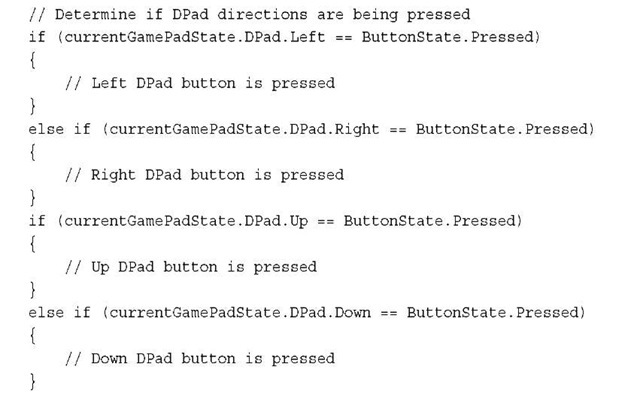 // Determine if DPad directions are being pressed
if (currentGamePadState.DPad.Left == ButtonState.Pressed)
{
    // Left DPad button is pressed
}
else if (currentGamePadState.DPad.Right == ButtonState.Pressed)
{
    // Right DPad button is pressed
}
if (currentGamePadState.DPad.Up == ButtonState.Pressed)
{
    // Up DPad button is pressed
}
else if (currentGamePadState.DPad.Down == ButtonState.Pressed)
{
    // Down DPad button is pressed
}